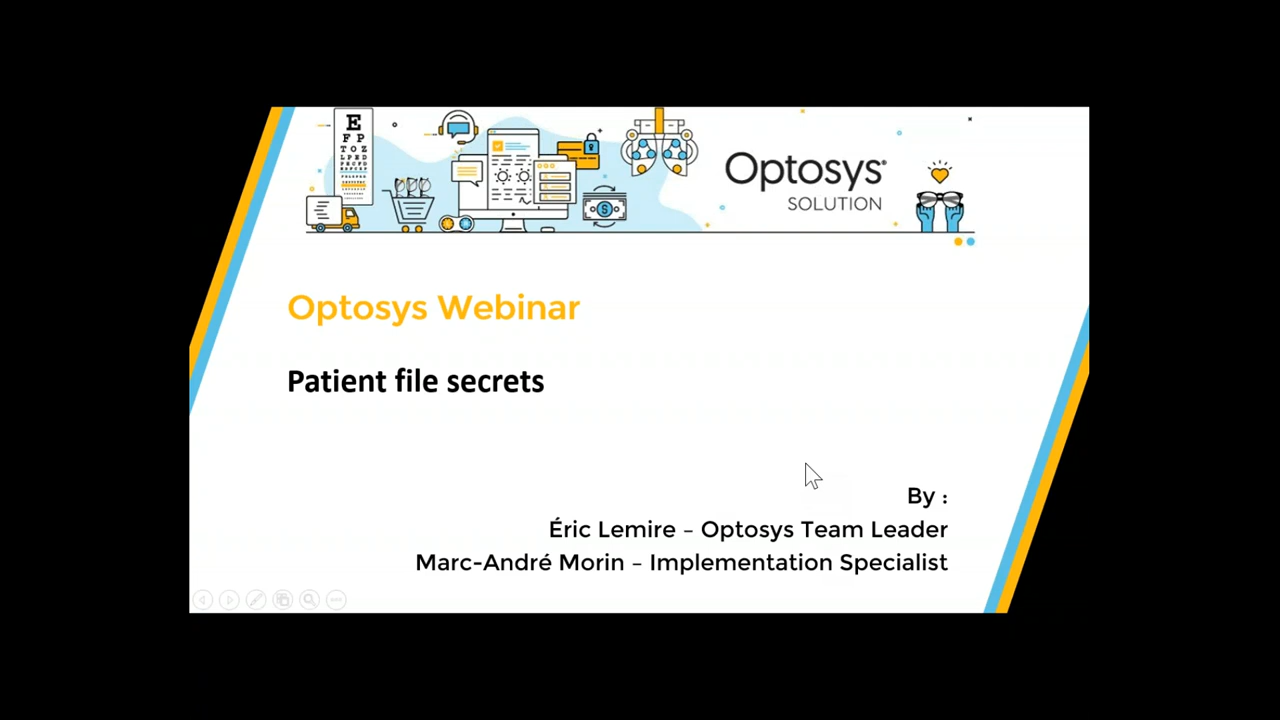 E
F P
T O Z
L P E D
Optosys®
SOLUTION
Optosys Webinar
Patient file secrets
By :
Éric Lemire – Optosys Team Leader
Marc-André Morin – Implementation Specialist